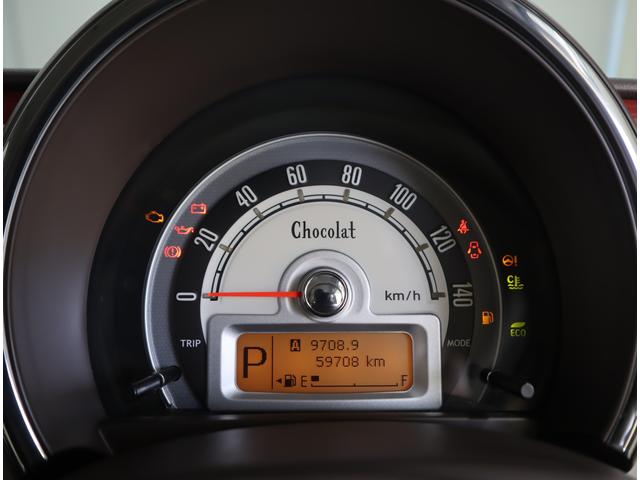 0
20
40
60
80
100
120
140
Chocolat
km/h
TRIP
MODE
P
A 9708.9
59708 km
E F
C
ECO